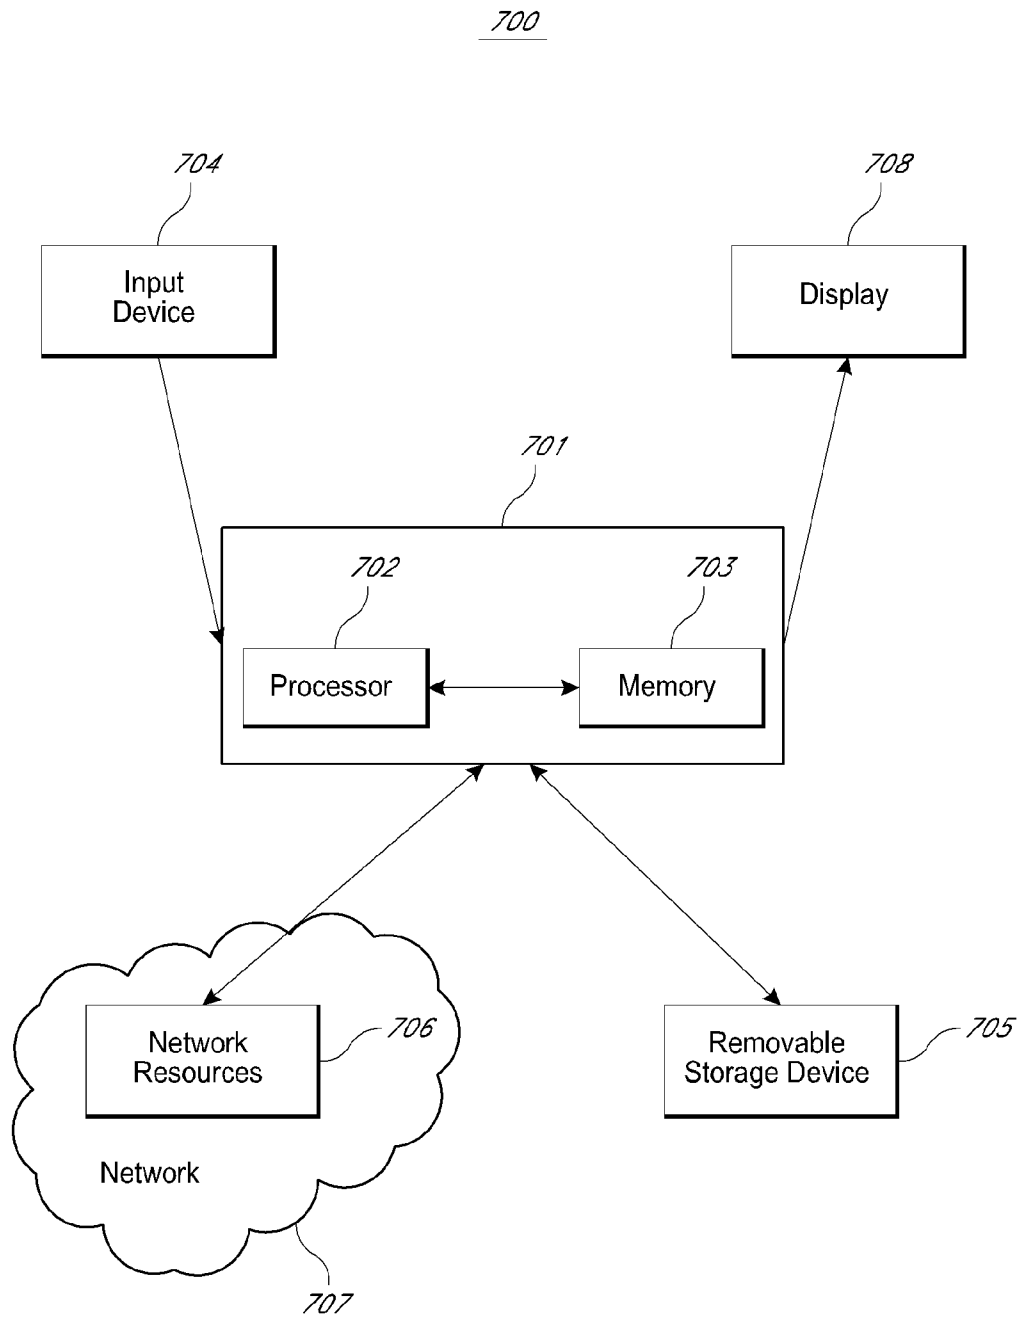 700
704
708
Input
Device
Display
701
702
703
Processor
Memory
Network
Resources
706
Removable
Storage Device
705
Network
707